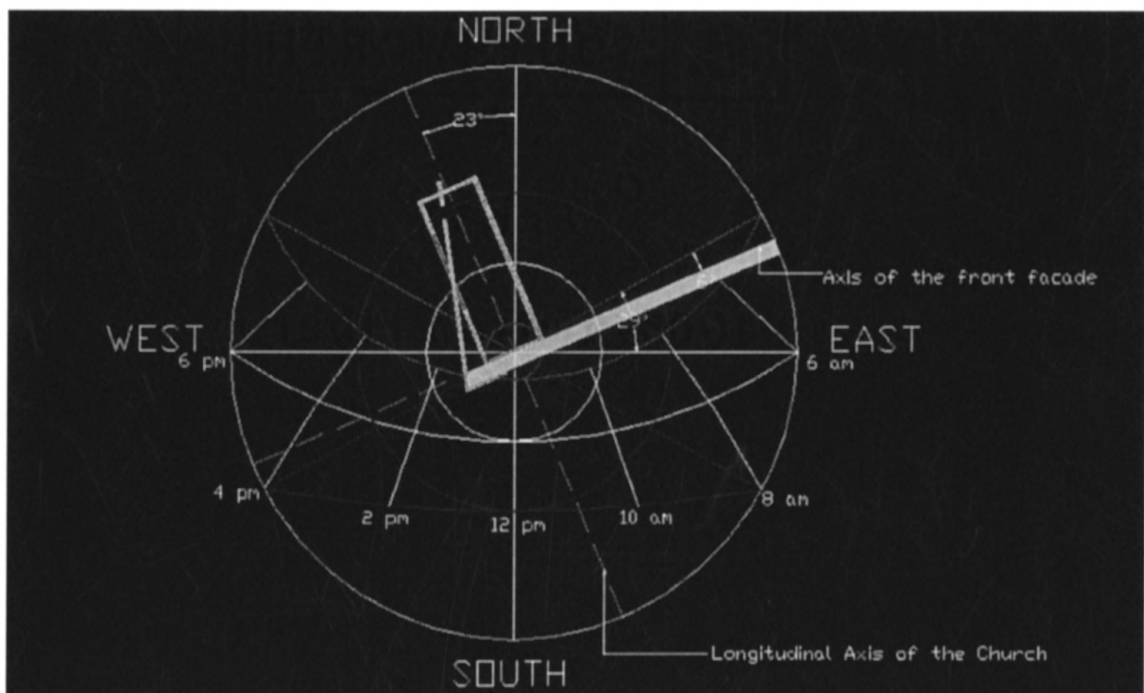 NORTH
23°
Axis of the front facade
29°
WEST
EAST
6 pm
6 am
4 pm
8 am
2 pm
10 am
12 pm
Longitudinal Axis of the Church
SOUTH